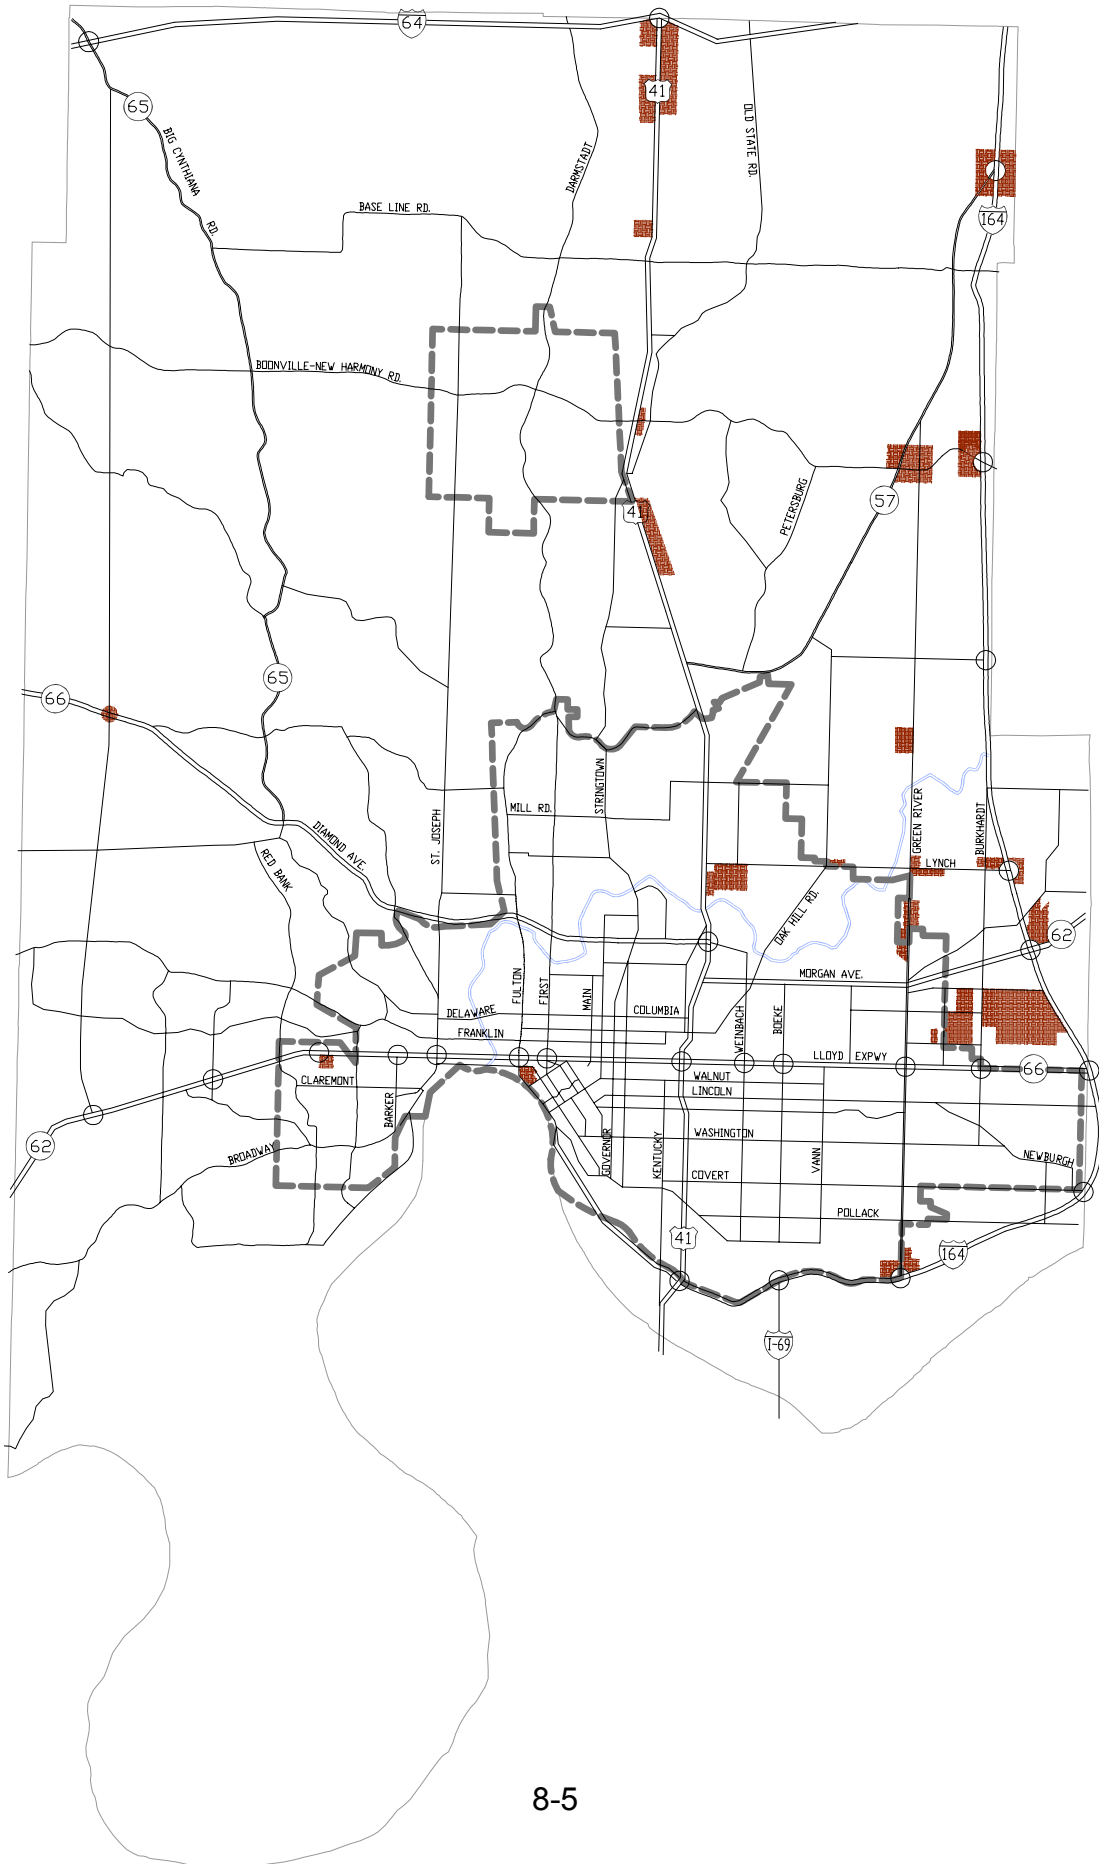 64
65
41
BIG CYNTHIANA
RD.
DARMSTADT
OLD STATE RD.
BASE LINE RD.
164
BOONVILLE-NEW HARMONY RD.
PETERSBURG
57
41
65
66
STRINGTOWN
MILL RD.
ST. JOSEPH
DIAMOND AVE.
RED BANK
GREEN RIVER
BURKHARDT
LYNCH
OAK HILL RD.
62
FULTON
FIRST
MAIN
MORGAN AVE.
DELAWARE
COLUMBIA
FRANKLIN
WEINBACH
BOEKE
LLOYD EXPWY
66
CLAREMONT
WALNUT
LINCOLN
BARKER
BROADWAY
62
GOVERNOR
KENTUCKY
WASHINGTON
VANN
NEWBURGH
COVERT
POLLACK
41
164
I-69
8-5